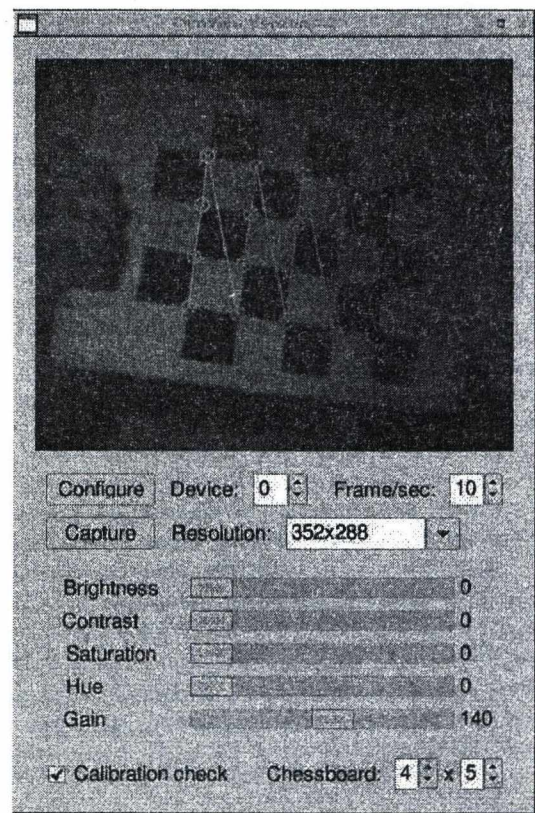 Configure Device: 0 Frame/sec: 10
Capture Resolution: 352x288
Brightness 0
Contrast 0
Saturation 0
Hue 0
Gain 140
Calibration check Chessboard: 4 x 5